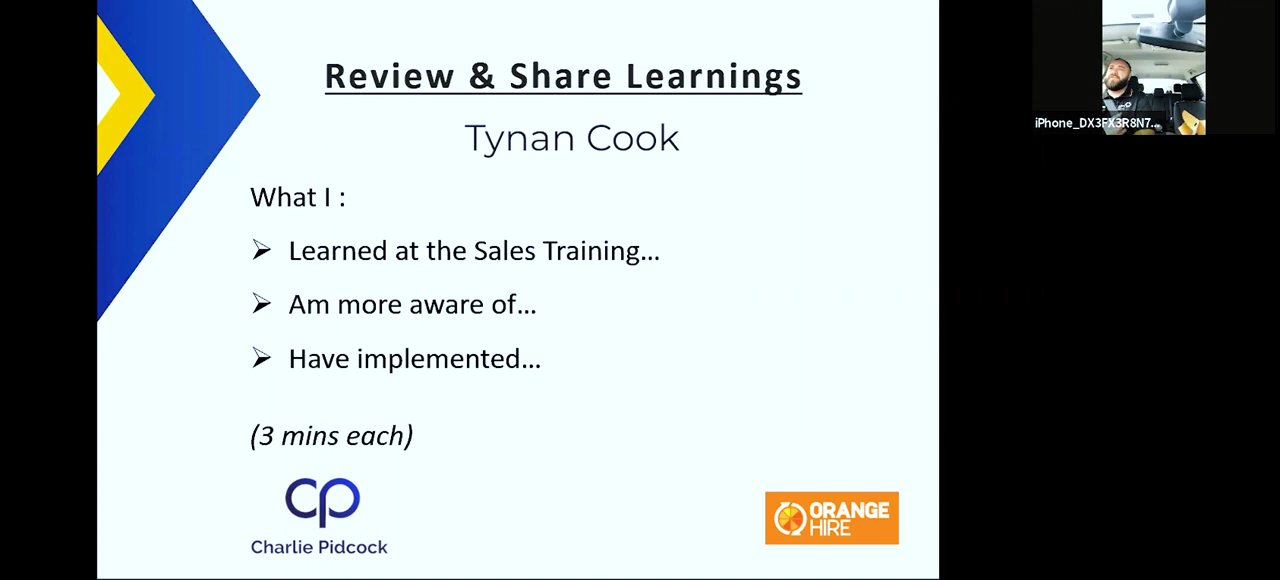 Review & Share Learnings
Tynan Cook
What I :
Learned at the Sales Training...
Am more aware of...
Have implemented...
(3 mins each)
cp
Charlie Pidcock
ORANGE
HIRE
iPhone_DX3FX3R8N7...